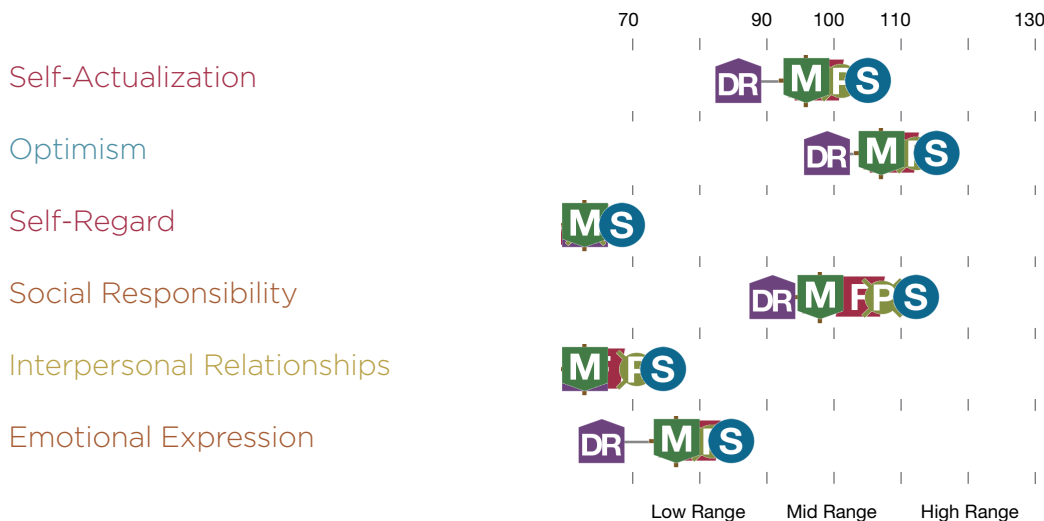 70 90 100 110 130
Self-Actualization DR M P S
Optimism DR M S
Self-Regard M S
Social Responsibility DR M P S
Interpersonal Relationships M P S
Emotional Expression DR M S
Low Range Mid Range High Range